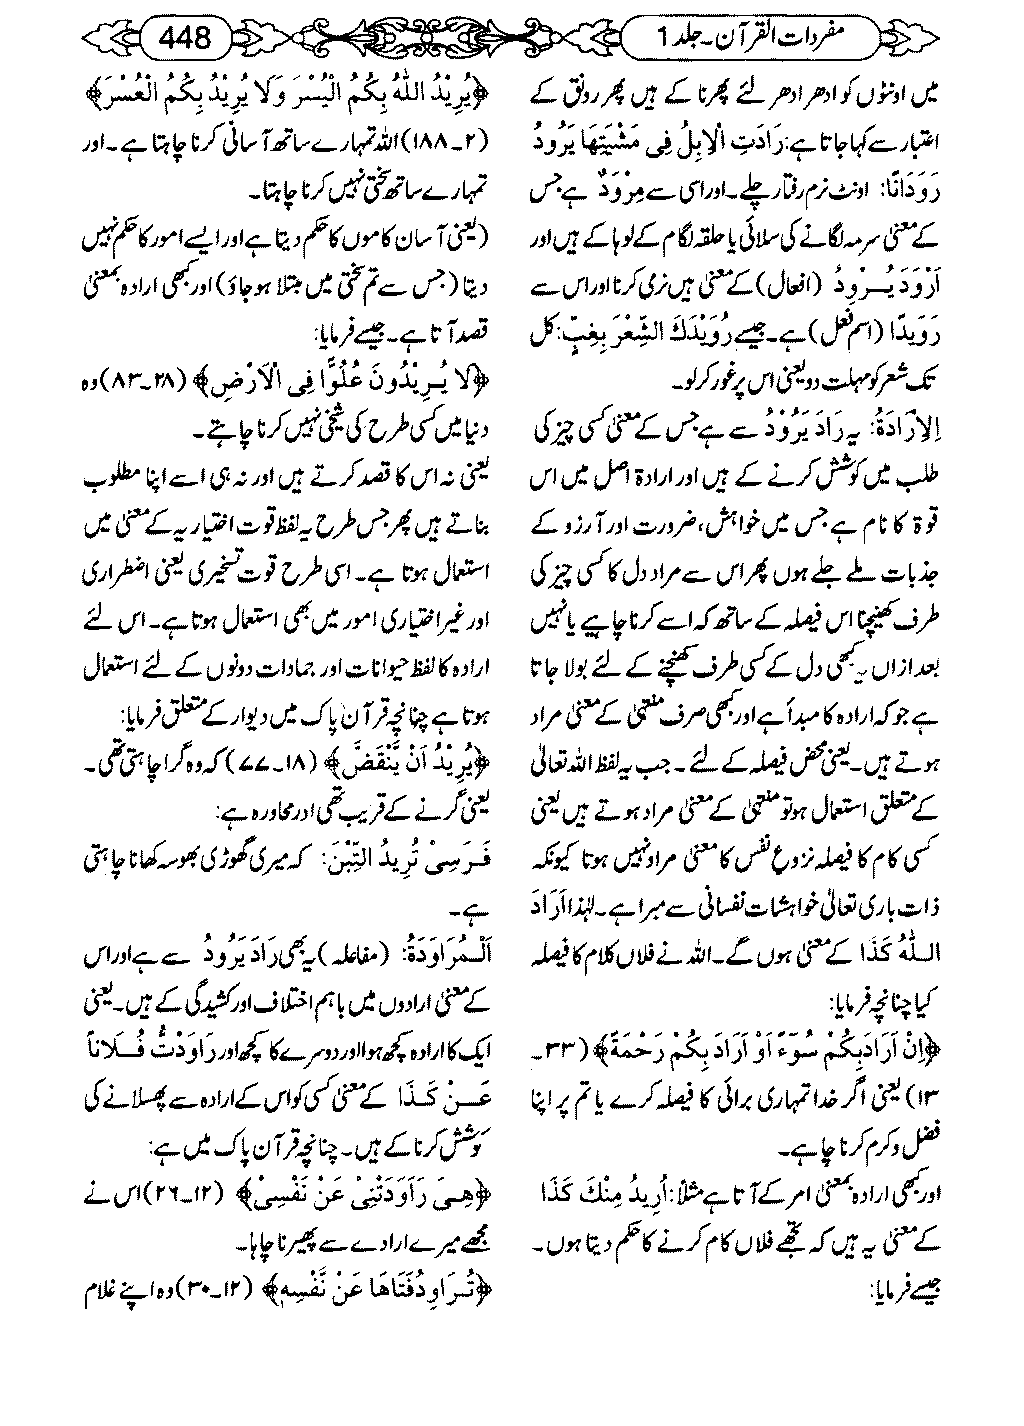 مفردات القرآن۔ جلد 1
448
میں اونٹوں کو ادھر ادھر لئے پھرنا کے ہیں پھر رونق کے
اعتبار سے کہا جاتا ہے: رَادَتِ الْاِبِلُ فِی مَشْیَتِهَا یَرُوْدُ
رَوَدَانًا: اونٹ نرم رفتار چلے۔ اور اسی سے مِرْوَدٌ ہے جس
کے معنی سرمہ لگانے کی سلائی یا حلقہ لگام کے لوہا کے ہیں اور
اَرْوَدَ یُرْوِدُ (افعال) کے معنیٰ ہیں نرمی کرنا اور اس سے
رُوَیْدًا (اسم فعل) ہے۔ جیسے رُوَیْدَكَ الشِّعْرَ یَغِبَّ: کل
تک شعر کو مہلت دو یعنی اس پر غور کر لو۔
اَلْاِرَادَةُ: یہ رَادَ یَرُوْدُ سے ہے جس کے معنی کسی چیز کی
طلب میں کوشش کرنے کے ہیں اور ارادۃ اصل میں اس
قوۃ کا نام ہے جس میں خواہش، ضرورت اور آرزو کے
جذبات ملے جلے ہوں پھر اس سے مراد دل کا کسی چیز کی
طرف کھینچنا اس فیصلہ کے ساتھ کہ اسے کرنا چاہیے یا نہیں
بعد ازاں یہ کبھی دل کے کسی طرف کھنچنے کے لئے بولا جاتا
ہے جو کہ ارادہ کا مبدأ ہے اور کبھی صرف منتہی کے معنی مراد
ہوتے ہیں۔ یعنی محض فیصلہ کے لئے۔ جب یہ لفظ اللہ تعالیٰ
کے متعلق استعمال ہو تو منتہی کے معنیٰ مراد ہوتے ہیں یعنی
کسی کام کا فیصلہ نزوع نفس کا معنی مراد نہیں ہوتا کیونکہ
ذات باری تعالیٰ خواہشات نفسانی سے مبرا ہے۔ لہٰذا اَرَادَ
اللّٰهُ كَذَا کے معنی ہوں گے۔ اللہ نے فلاں کلام کا فیصلہ
کیا چنانچہ فرمایا:
﴿اِنْ اَرَادَ بِكُمْ سُوْٓءً اَوْ اَرَادَ بِكُمْ رَحْمَةً﴾ (۳۳۔
۱۳) یعنی اگر خدا تمہاری برائی کا فیصلہ کرے یا تم پر اپنا
فضل و کرم کرنا چاہے۔
اور کبھی ارادہ بمعنی امر کے آتا ہے مثلاً: اُرِیْدُ مِنْكَ كَذَا
کے معنی یہ ہیں کہ تجھے فلاں کام کرنے کا حکم دیتا ہوں۔
جیسے فرمایا:
﴿یُرِیْدُ اللّٰهُ بِكُمُ الْیُسْرَ وَلَا یُرِیْدُ بِكُمُ الْعُسْرَ﴾
(۲۔۱۸۸) اللہ تمہارے ساتھ آسانی کرنا چاہتا ہے۔ اور
تمہارے ساتھ سختی نہیں کرنا چاہتا۔
(یعنی آسان کاموں کا حکم دیتا ہے اور ایسے امور کا حکم نہیں
دیتا (جس سے تم سختی میں مبتلا ہو جاؤ) اور کبھی ارادہ بمعنیٰ
قصد آتا ہے۔ جیسے فرمایا:
﴿لَا یُرِیْدُوْنَ عُلُوًّا فِی الْاَرْضِ﴾ (۲۸۔۸۳) وہ
دنیا میں کسی طرح کی شیخی نہیں کرنا چاہتے۔
یعنی نہ اس کا قصد کرتے ہیں اور نہ ہی اسے اپنا مطلوب
بناتے ہیں پھر جس طرح یہ لفظ قوت اختیاریہ کے معنیٰ میں
استعمال ہوتا ہے۔ اسی طرح قوت تسخیری یعنی اضطراری
اور غیر اختیاری امور میں بھی استعمال ہوتا ہے۔ اس لئے
ارادہ کا لفظ حیوانات اور جمادات دونوں کے لئے استعمال
ہوتا ہے چنانچہ قرآن پاک میں دیوار کے متعلق فرمایا:
﴿یُرِیْدُ اَنْ یَّنْقَضَّ﴾ (۱۸۔۷۷) کہ وہ گرا چاہتی تھی۔
یعنی گرنے کے قریب تھی اور محاورہ ہے:
فَرَسِیْ تُرِیْدُ التِّبْنَ: کہ میری گھوڑی بھوسہ کھانا چاہتی
ہے۔
اَلْمُرَاوَدَةُ: (مفاعلہ) یہ بھی رَادَ یَرُوْدُ سے ہے اور اس
کے معنی ارادوں میں باہم اختلاف اور کشیدگی کے ہیں۔ یعنی
ایک کا ارادہ کچھ ہوا اور دوسرے کا کچھ اور رَاوَدْتُّ فُلَانًا
عَنْ كَذَا کے معنیٰ کسی کو اس کے ارادہ سے پھسلانے کی
کوشش کرنا کے ہیں۔ چنانچہ قرآن پاک میں ہے:
﴿هِیَ رَاوَدَتْنِیْ عَنْ نَفْسِیْ﴾ (۱۲۔۲۶) اس نے
مجھے میرے ارادے سے پھیرنا چاہا۔
﴿تُرَاوِدُ فَتَاهَا عَنْ نَّفْسِهٖ﴾ (۱۲۔۳۰) وہ اپنے غلام